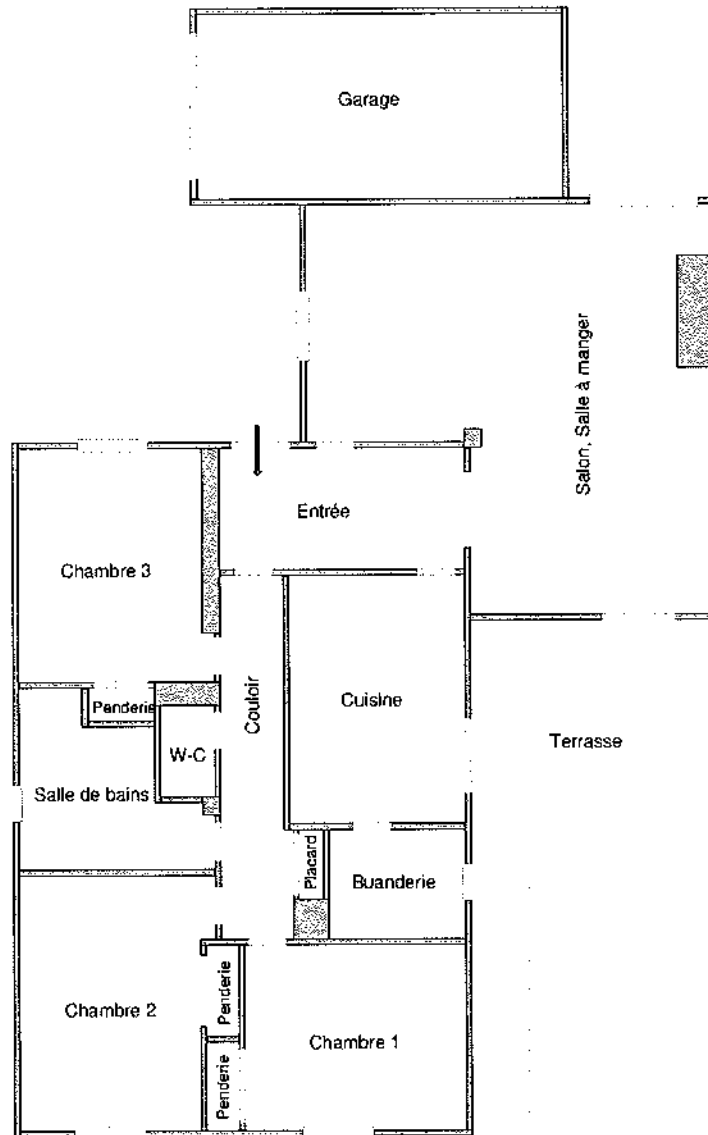 Garage
Salon, Salle à manger
Entrée
Chambre 3
Couloir
Cuisine
Penderie
W-C
Terrasse
Salle de bains
Placard
Buanderie
Penderie
Chambre 2
Chambre 1
Penderie